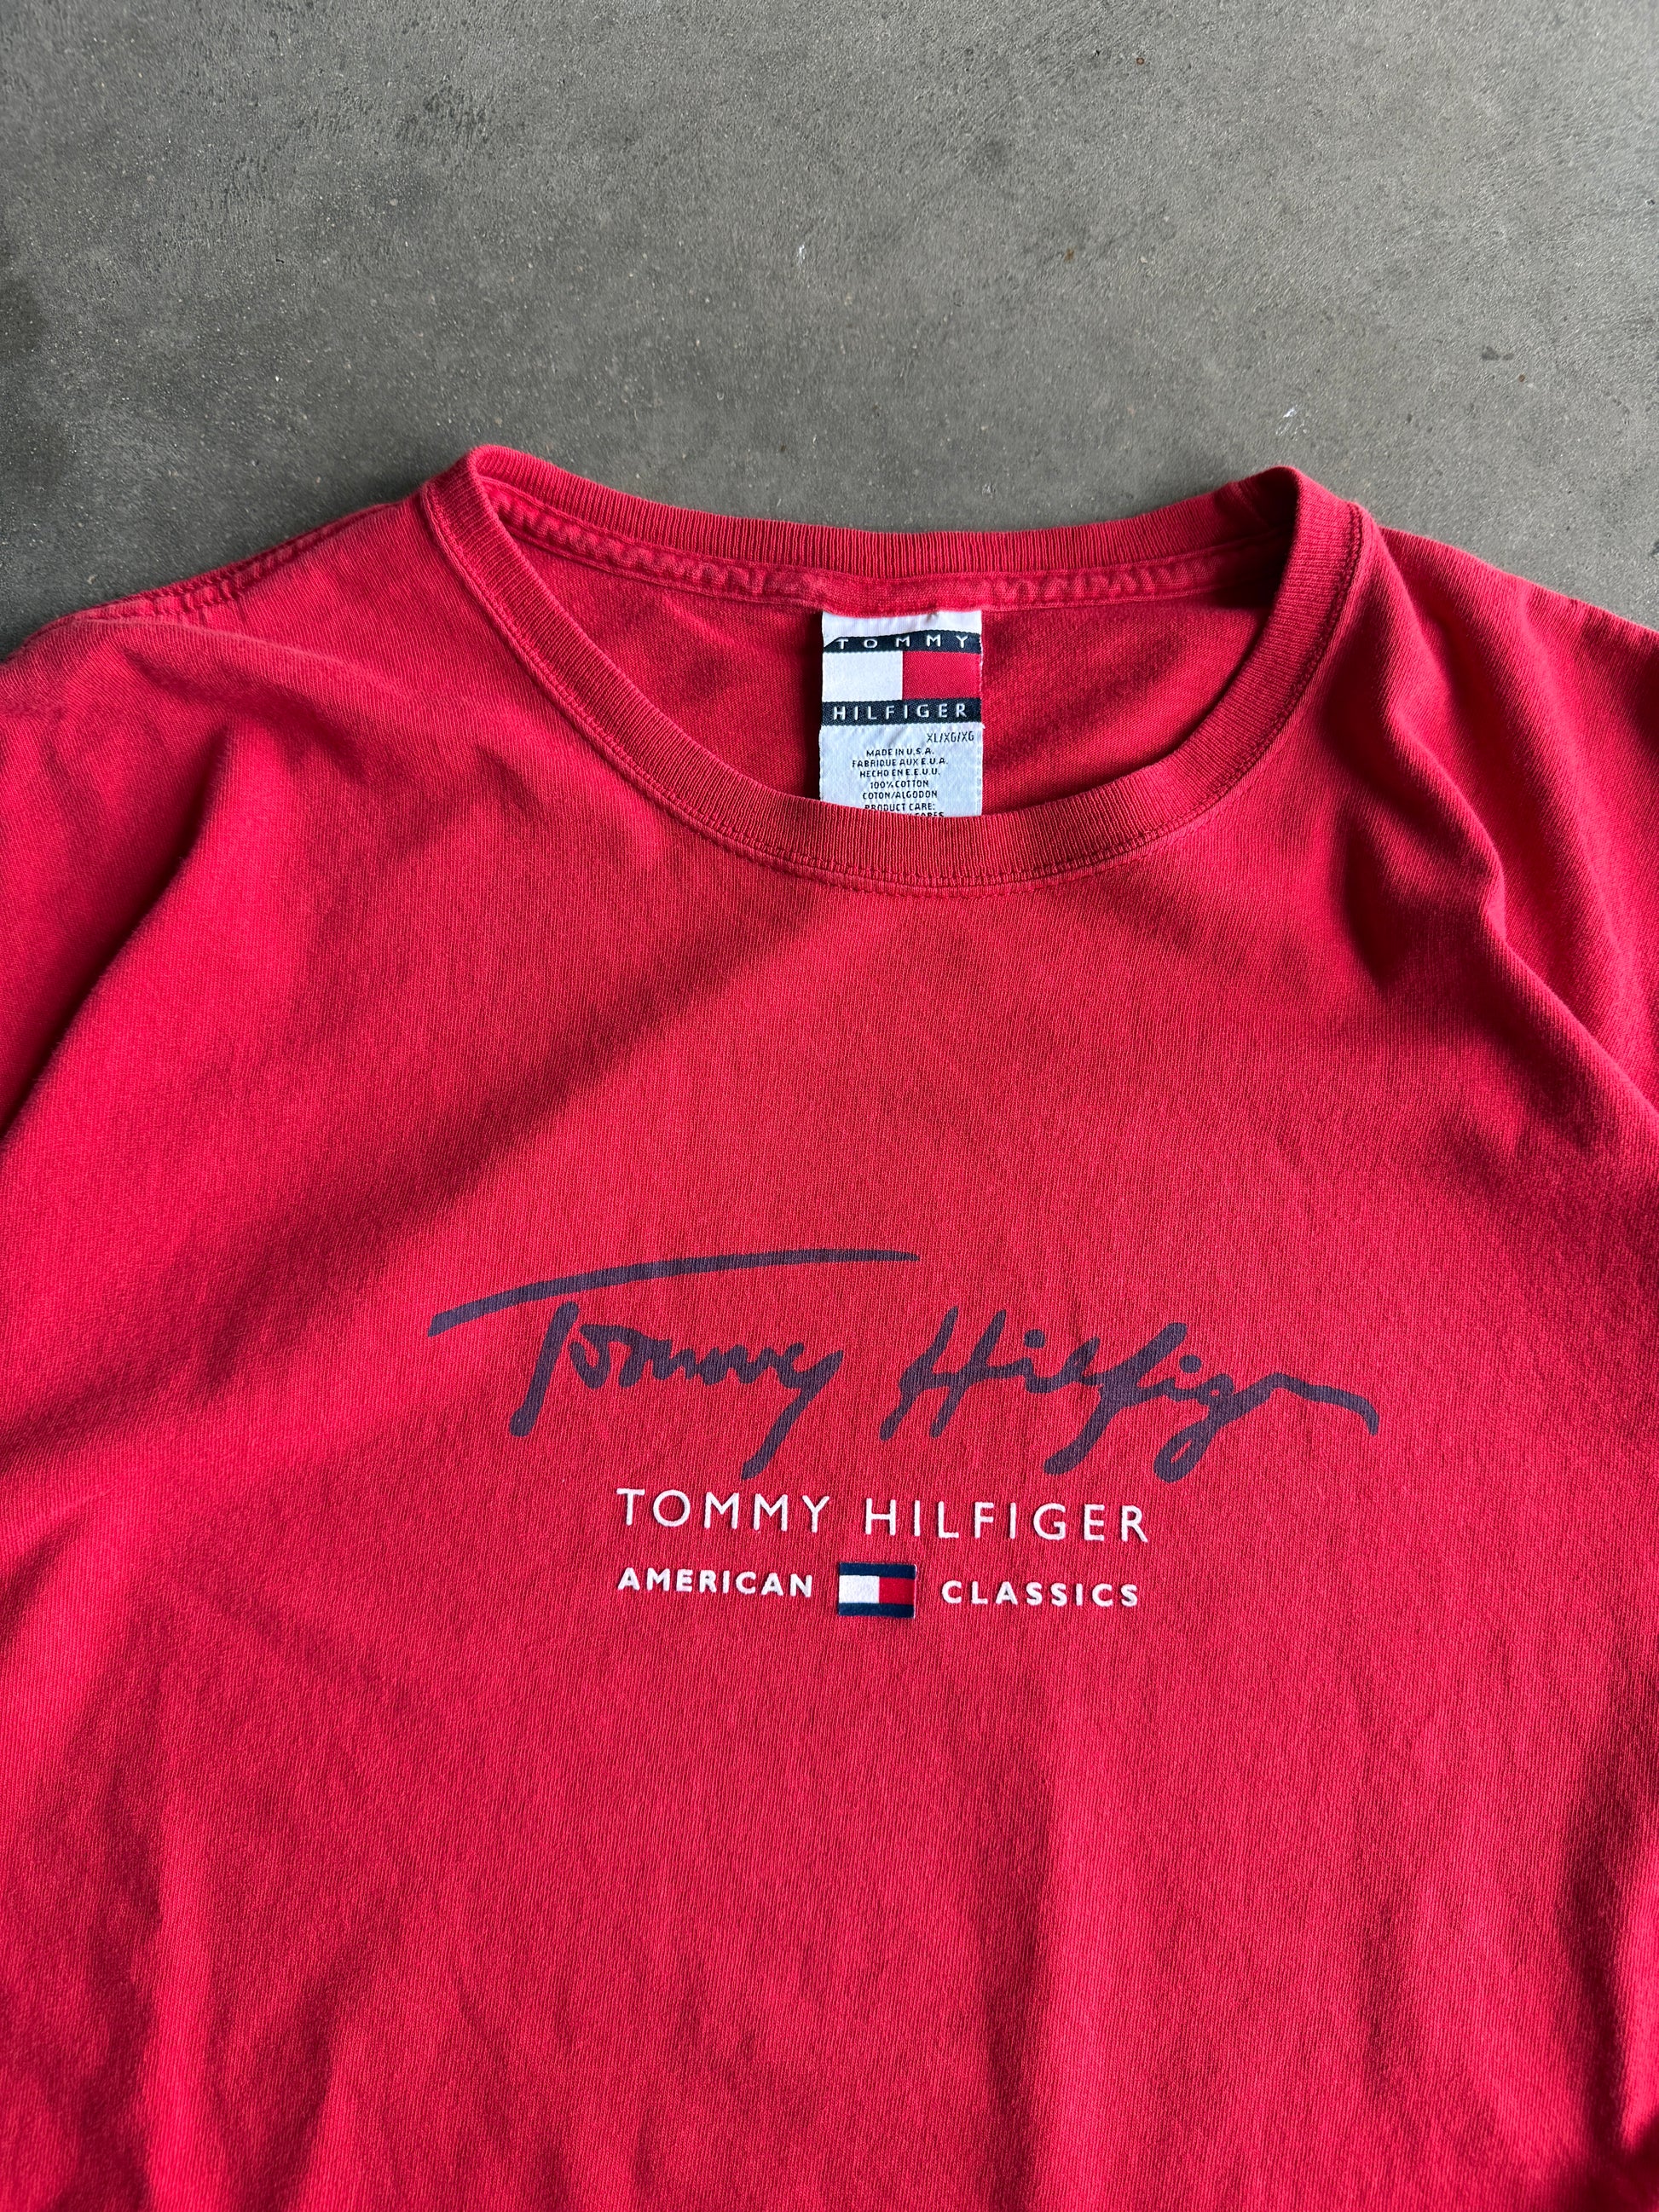 TOMMY
HILFIGER
XL/XG/XG
MADE IN U.S.A.
FABRIQUE AUX E.U.A.
HECHO EN E.E.U.U.
100% COTTON
COTON/ALGODON
PRODUCT CARE:
Tommy Hilfiger
TOMMY HILFIGER
AMERICAN CLASSICS